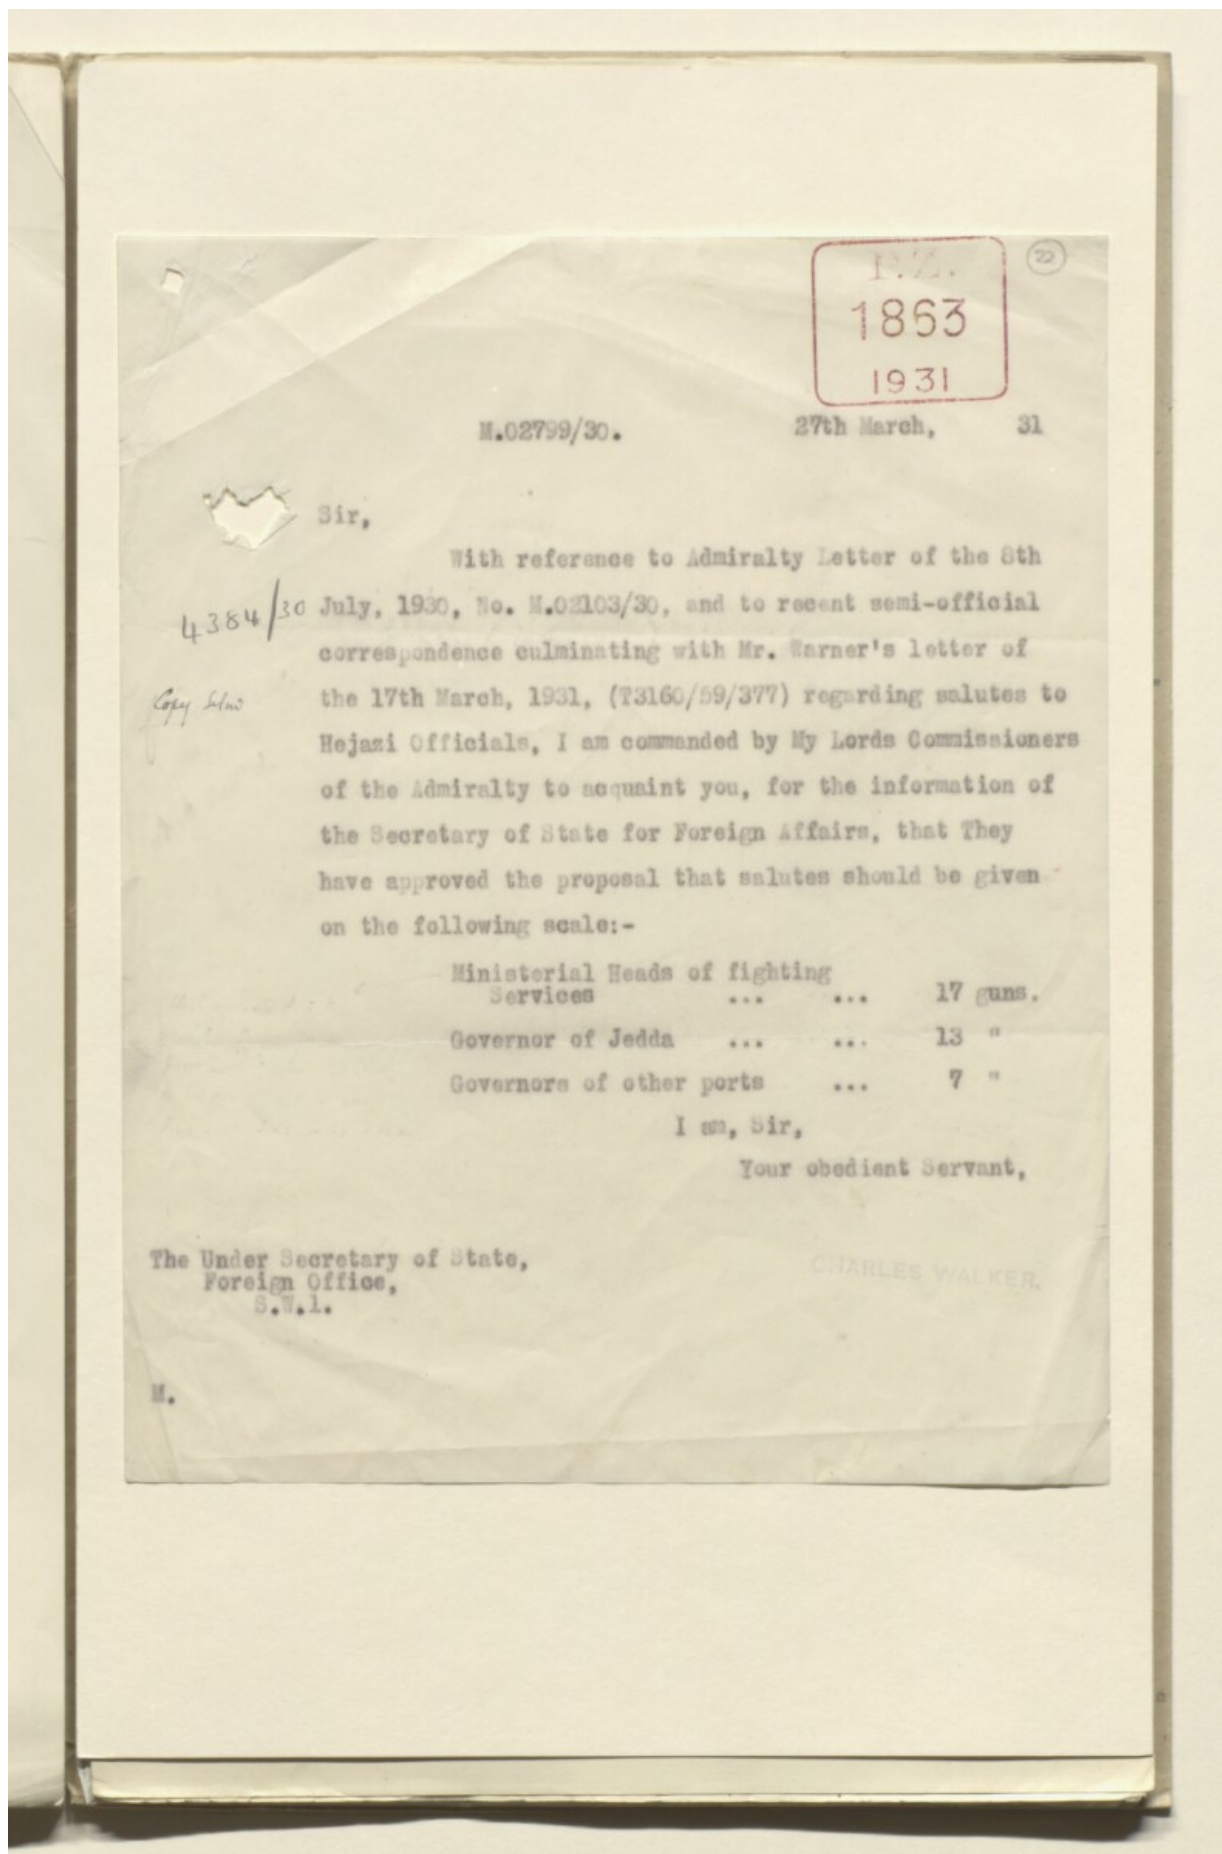 P.Z.
1863
1931
22
M.02799/30. 27th March, 31
Sir,
With reference to Admiralty Letter of the 8th
4384/30 July, 1930, No. M.02103/30, and to recent semi-official
correspondence culminating with Mr. Warner's letter of
Copy
the 17th March, 1931, (T3160/59/377) regarding salutes to
Hejazi Officials, I am commanded by My Lords Commissioners
of the Admiralty to acquaint you, for the information of
the Secretary of State for Foreign Affairs, that They
have approved the proposal that salutes should be given
on the following scale:-
Ministerial Heads of fighting
Services ... ... 17 guns.
Governor of Jedda ... ... 13 "
Governors of other ports ... 7 "
I am, Sir,
Your obedient Servant,
The Under Secretary of State,
Foreign Office,
S.W.1.
CHARLES WALKER.
M.